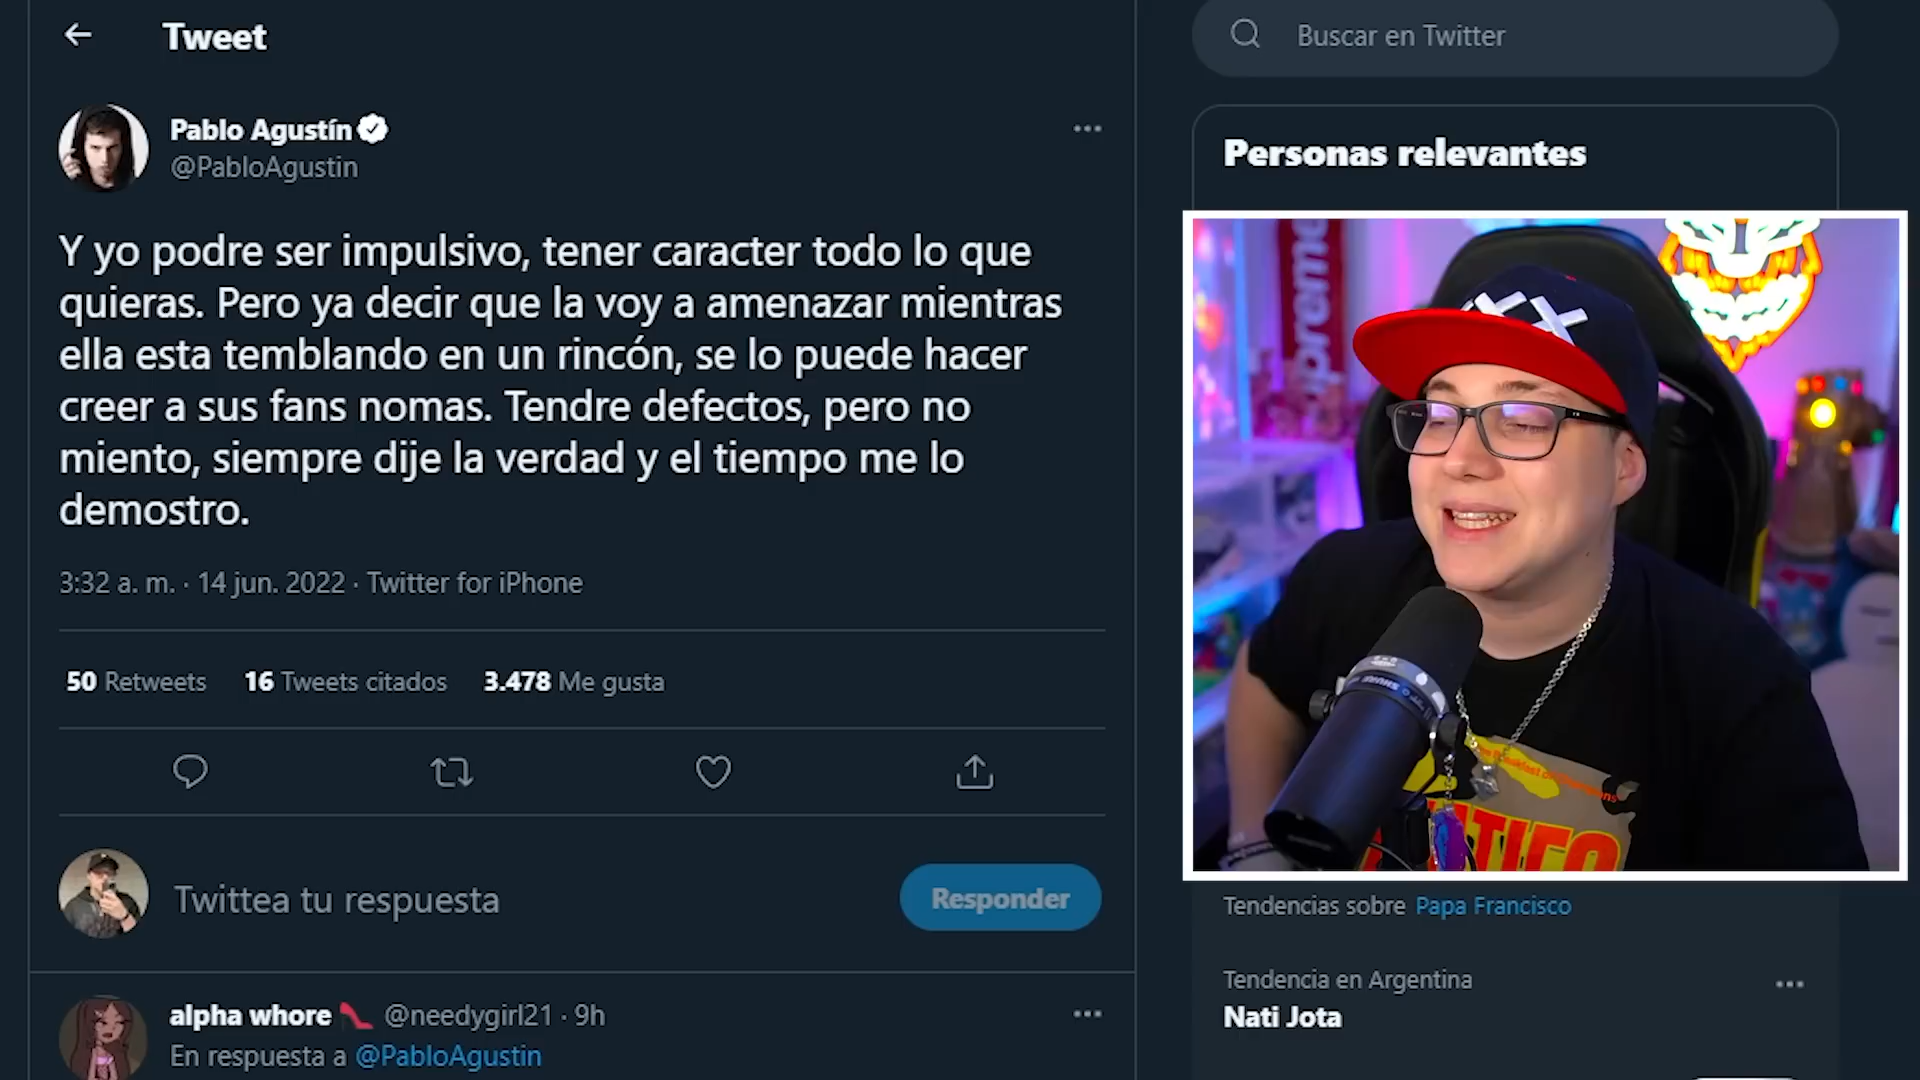 Tweet
Buscar en Twitter
Pablo Agustín
@PabloAgustin
Y yo podre ser impulsivo, tener caracter todo lo que
quieras. Pero ya decir que la voy a amenazar mientras
ella esta temblando en un rincón, se lo puede hacer
creer a sus fans nomas. Tendre defectos, pero no
miento, siempre dije la verdad y el tiempo me lo
demostro.
3:32 a. m. · 14 jun. 2022 · Twitter for iPhone
50 Retweets 16 Tweets citados 3.478 Me gusta
Twittea tu respuesta
Responder
alpha whore 👠 @needygirl21 · 9h
En respuesta a @PabloAgustin
Personas relevantes
Supreme
XX
SHURE
Tendencias sobre Papa Francisco
Tendencia en Argentina
Nati Jota